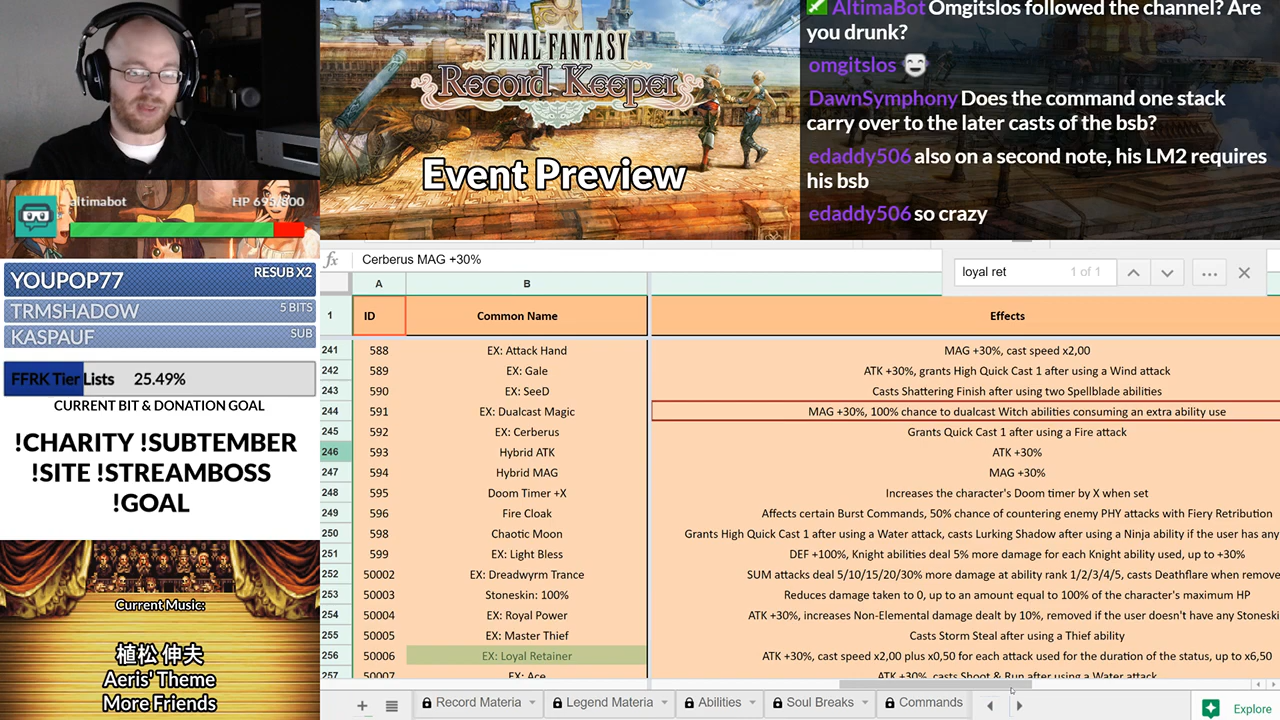 AltimaBot Omgitslos followed the channel? Are
you drunk?
omgitslos
DawnSymphony Does the command one stack
carry over to the later casts of the bsb?
edaddy506 also on a second note, his LM2 requires
his bsb
edaddy506 so crazy
FINAL FANTASY
Record Keeper
Event Preview
altimabot
YOUPOP77 RESUB X2
TRMSHADOW 5 BITS
KASPAUF SUB
FFRK Tier Lists 25.49%
CURRENT BIT & DONATION GOAL
!CHARITY !SUBTEMBER
!SITE !STREAMBOSS
!GOAL
Current Music:
植松 伸夫
Aeris' Theme
More Friends
fx Cerberus MAG +30%
loyal ret 1 of 1
A B
1 ID Common Name Effects
241 588 EX: Attack Hand MAG +30%, cast speed x2,00
242 589 EX: Gale ATK +30%, grants High Quick Cast 1 after using a Wind attack
243 590 EX: SeeD Casts Shattering Finish after using two Spellblade abilities
244 591 EX: Dualcast Magic MAG +30%, 100% chance to dualcast Witch abilities consuming an extra ability use
245 592 EX: Cerberus Grants Quick Cast 1 after using a Fire attack
246 593 Hybrid ATK ATK +30%
247 594 Hybrid MAG MAG +30%
248 595 Doom Timer +X Increases the character's Doom timer by X when set
249 596 Fire Cloak Affects certain Burst Commands, 50% chance of countering enemy PHY attacks with Fiery Retribution
250 598 Chaotic Moon Grants High Quick Cast 1 after using a Water attack, casts Lurking Shadow after using a Ninja ability if the user has any
251 599 EX: Light Bless DEF +100%, Knight abilities deal 5% more damage for each Knight ability used, up to +30%
252 50002 EX: Dreadwyrm Trance SUM attacks deal 5/10/15/20/30% more damage at ability rank 1/2/3/4/5, casts Deathflare when remove
253 50003 Stoneskin: 100% Reduces damage taken to 0, up to an amount equal to 100% of the character's maximum HP
254 50004 EX: Royal Power ATK +30%, increases Non-Elemental damage dealt by 10%, removed if the user doesn't have any Stoneski
255 50005 EX: Master Thief Casts Storm Steal after using a Thief ability
256 50006 EX: Loyal Retainer ATK +30%, cast speed x2,00 plus x0,50 for each attack used for the duration of the status, up to x6,50
257 50007 EX: Ace ATK +30%, casts Shoot & Run after using a Water attack
Record Materia Legend Materia Abilities Soul Breaks Commands
Explore